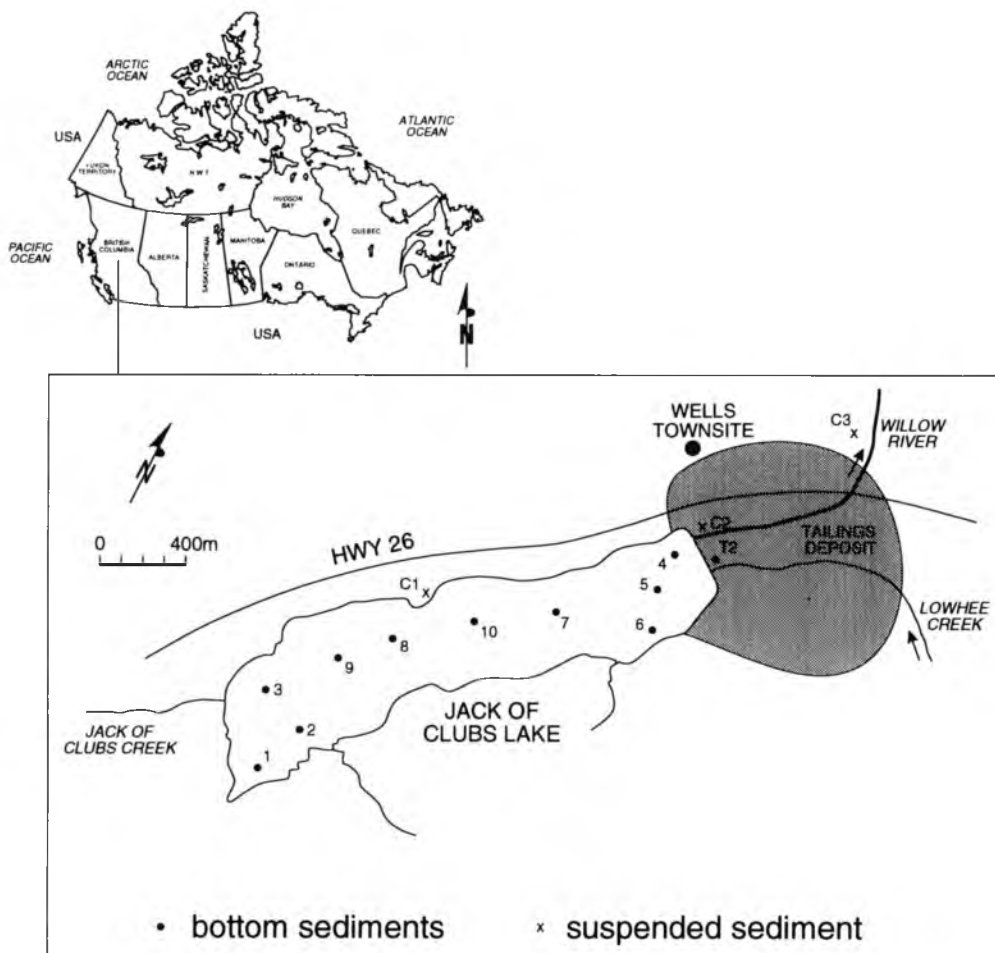 ARCTIC
OCEAN
ATLANTIC
OCEAN
USA
YUKON
TERRITORY
N W T
HUDSON
BAY
QUEBEC
PACIFIC
OCEAN
BRITISH
COLUMBIA
ALBERTA
SASKATCHEWAN
MANITOBA
ONTARIO
USA
N
N
0 400m
WELLS
TOWNSITE
C3
x
WILLOW
RIVER
HWY 26
x C2
TAILINGS
DEPOSIT
T2
4
5
C1 x
6
7
10
8
9
3
2
1
LOWHEE
CREEK
JACK OF
CLUBS LAKE
JACK OF
CLUBS CREEK
• bottom sediments
x suspended sediment